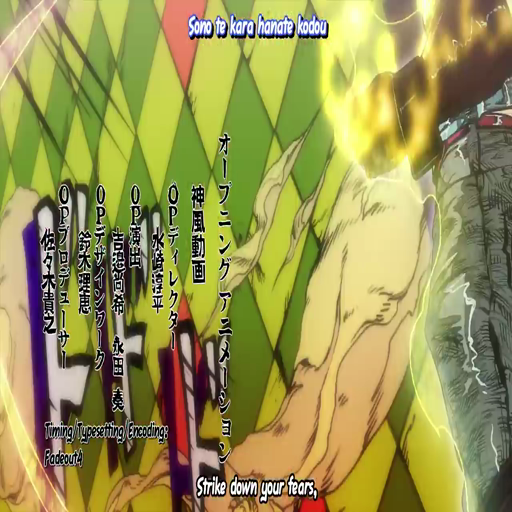 Sono te kara hanate kodou
オープニングアニメーション
神風動画
OPディレクター
水崎淳平
OP演出
吉邉尚希 永田 奏
OPデザインワーク
鈴木理恵
OPプロデューサー
佐々木貴之
ド
ド
ド
Timing/Typesetting/Encoding:
Fadeout4
Strike down your fears,